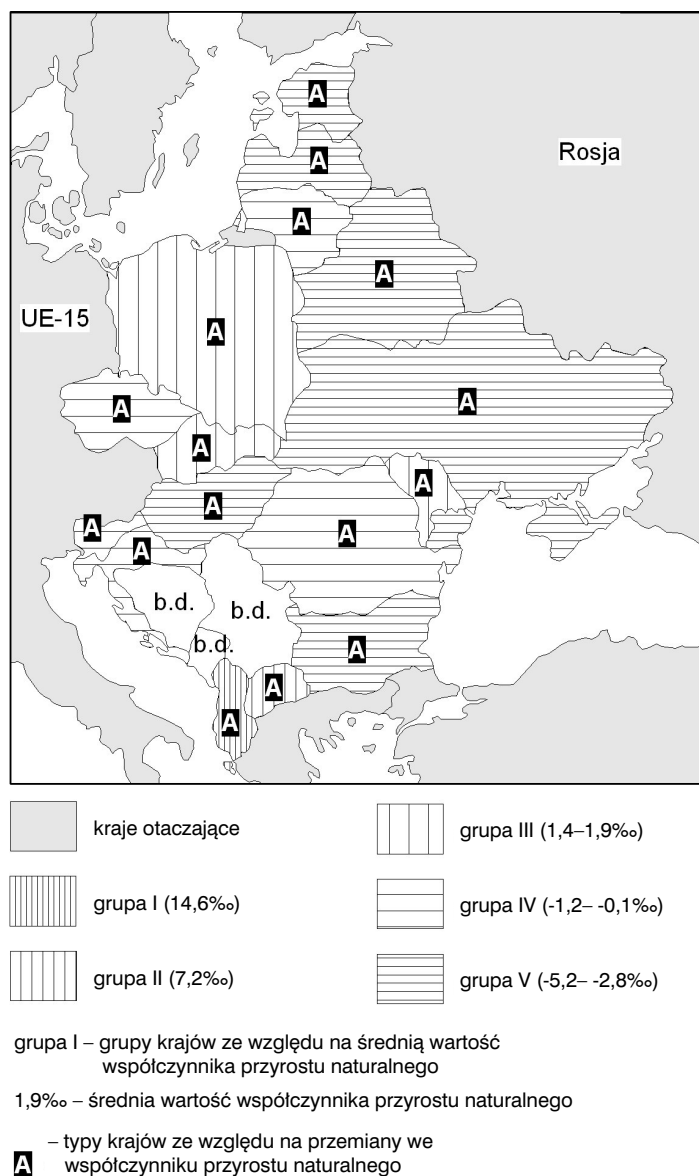 A
A
Rosja
A
A
UE-15
A
A
A
A
A
A
A
A
A
b.d.
b.d.
b.d.
A
A
A
kraje otaczające
grupa III (1,4–1,9‰)
grupa I (14,6‰)
grupa IV (-1,2– -0,1‰)
grupa II (7,2‰)
grupa V (-5,2– -2,8‰)
grupa I – grupy krajów ze względu na średnią wartość
współczynnika przyrostu naturalnego
1,9‰ – średnia wartość współczynnika przyrostu naturalnego
A – typy krajów ze względu na przemiany we
współczynniku przyrostu naturalnego